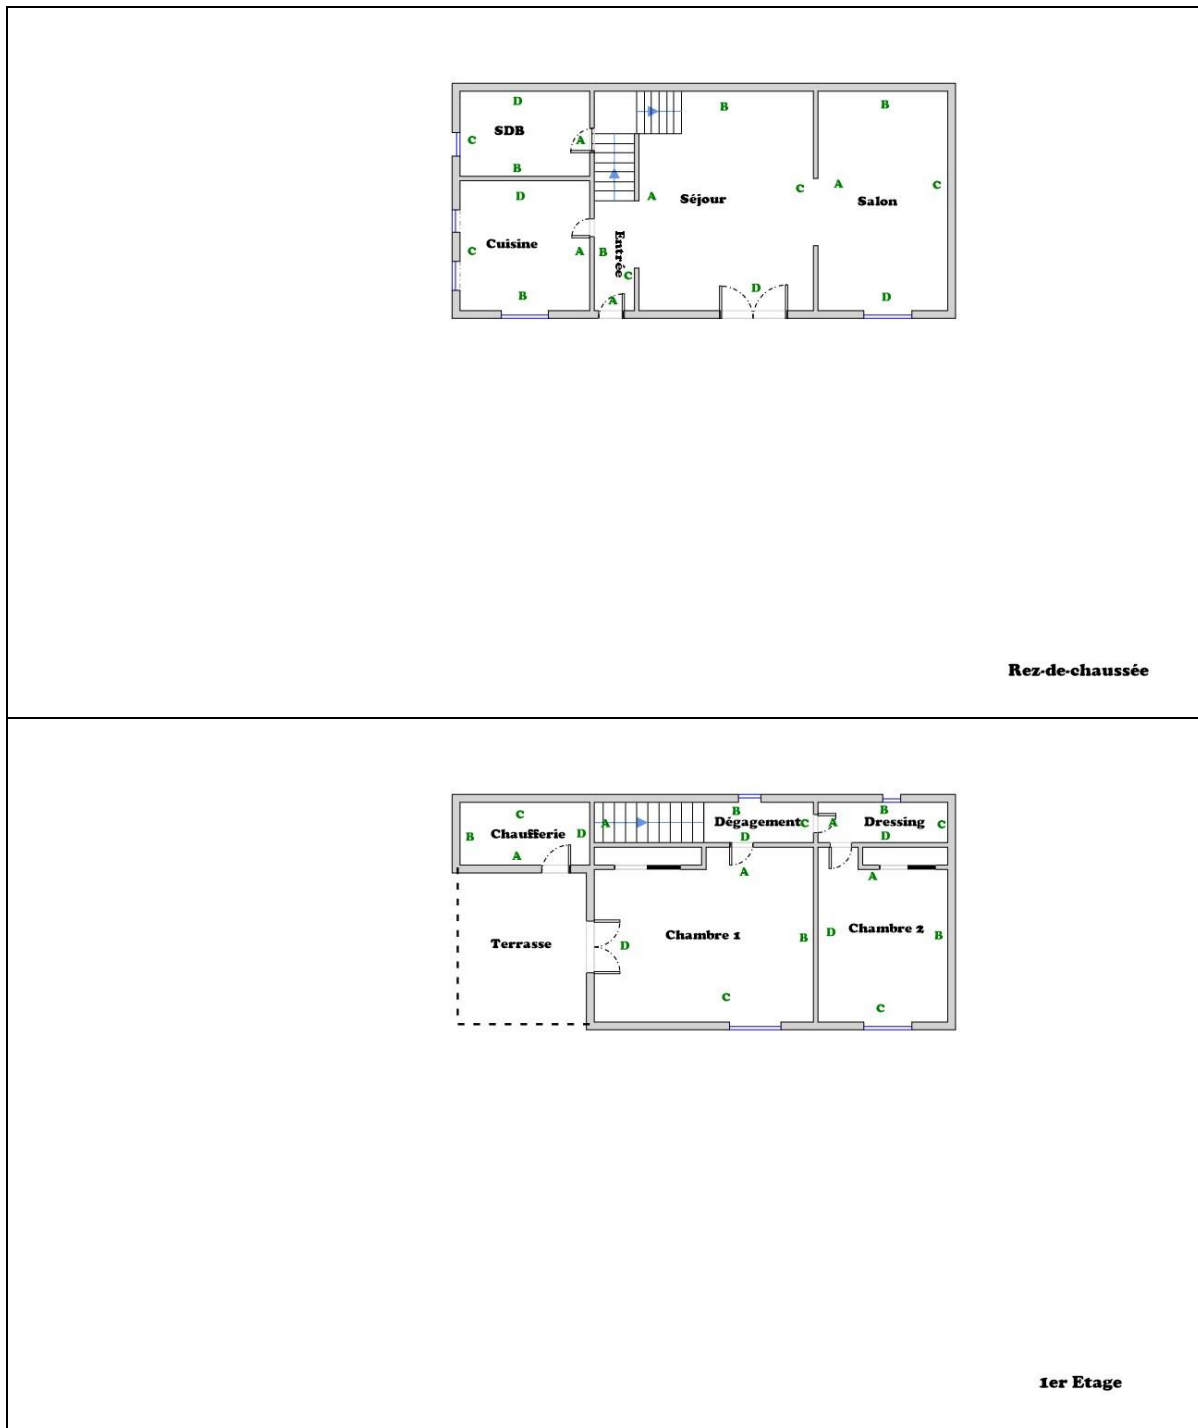 D
B
B
SDB
C
A
B
D
A
C
A
C
Séjour
Salon
Cuisine
C
A
B
Entrée
C
B
A
D
D
Rez-de-chaussée
C
B
B
A
Dégagement
C
A
Dressing
C
B
Chaufferie
D
D
D
A
A
A
Terrasse
D
Chambre 1
B
D
Chambre 2
B
C
C
1er Etage